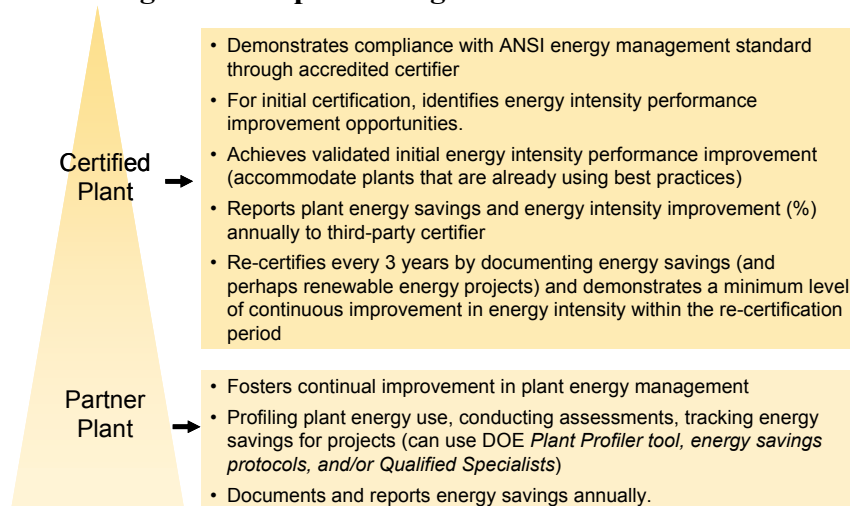 Certified
Plant
• Demonstrates compliance with ANSI energy management standard
through accredited certifier
• For initial certification, identifies energy intensity performance
improvement opportunities.
• Achieves validated initial energy intensity performance improvement
(accommodate plants that are already using best practices)
• Reports plant energy savings and energy intensity improvement (%)
annually to third-party certifier
• Re-certifies every 3 years by documenting energy savings (and
perhaps renewable energy projects) and demonstrates a minimum level
of continuous improvement in energy intensity within the re-certification
period
Partner
Plant
• Fosters continual improvement in plant energy management
• Profiling plant energy use, conducting assessments, tracking energy
savings for projects (can use DOE Plant Profiler tool, energy savings
protocols, and/or Qualified Specialists)
• Documents and reports energy savings annually.